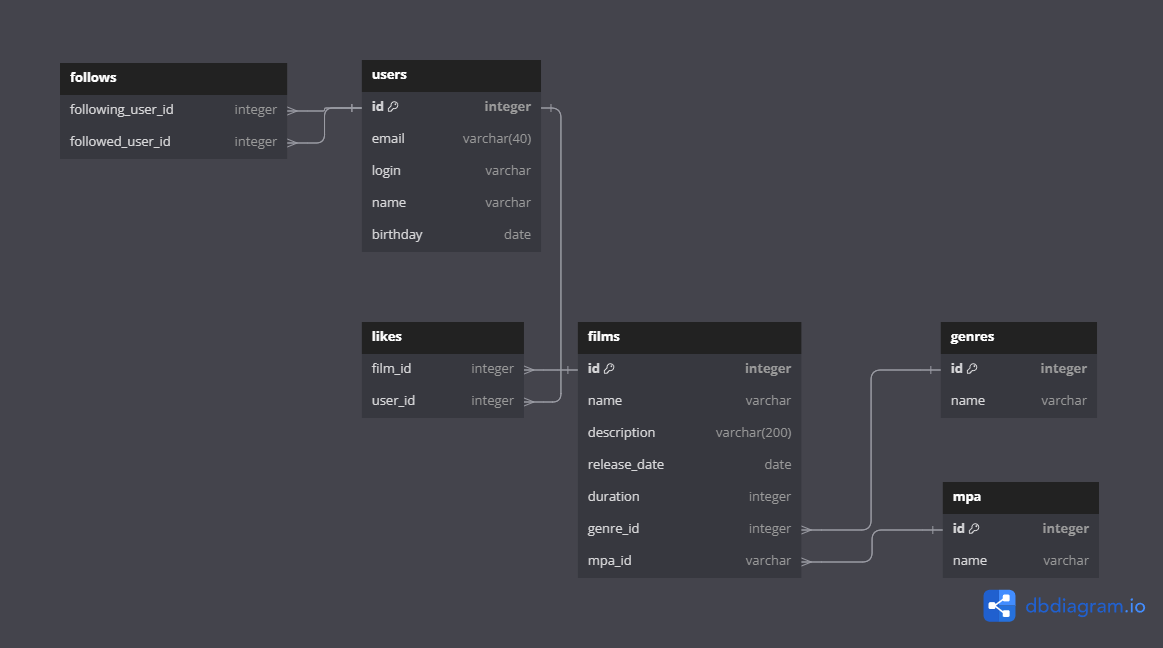 follows
following_user_id integer
followed_user_id integer
users
id integer
email varchar(40)
login varchar
name varchar
birthday date
likes
film_id integer
user_id integer
films
id integer
name varchar
description varchar(200)
release_date date
duration integer
genre_id integer
mpa_id varchar
genres
id integer
name varchar
mpa
id integer
name varchar
dbdiagram.io